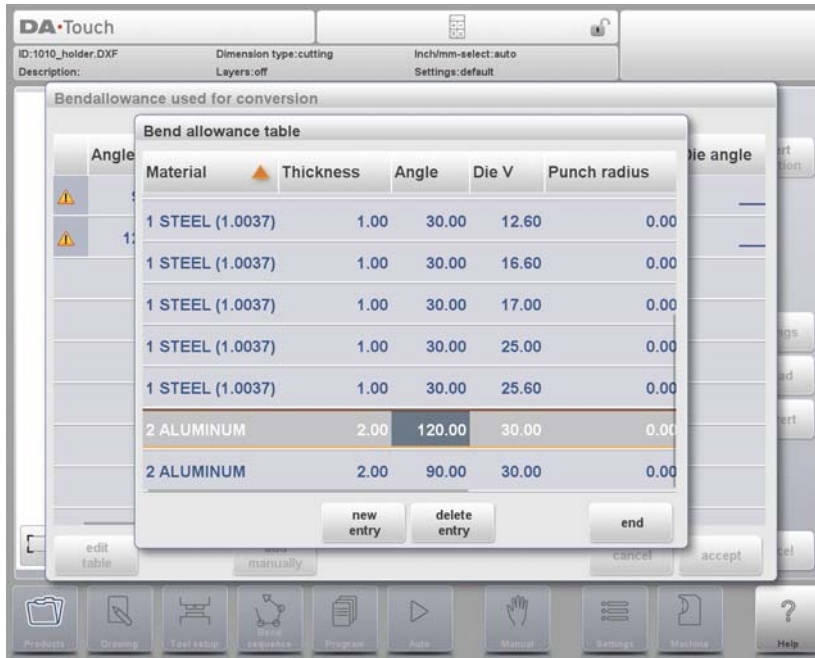 DA•Touch
ID:1010_holder.DXF Dimension type:cutting Inch/mm-select:auto
Description: Layers:off Settings:default
Bendallowance used for conversion
Bend allowance table
Angle Die angle
Material Thickness Angle Die V Punch radius
1 STEEL (1.0037) 1.00 30.00 12.60 0.00
1 STEEL (1.0037) 1.00 30.00 16.60 0.00
1 STEEL (1.0037) 1.00 30.00 17.00 0.00
1 STEEL (1.0037) 1.00 30.00 25.00 0.00
1 STEEL (1.0037) 1.00 30.00 25.60 0.00
2 ALUMINUM 2.00 120.00 30.00 0.00
2 ALUMINUM 2.00 90.00 30.00 0.00
new entry
delete entry
end
edit table
manually
cancel
accept
Products Drawing Tool setup Bend sequence Program Auto Manual Settings Machine Help